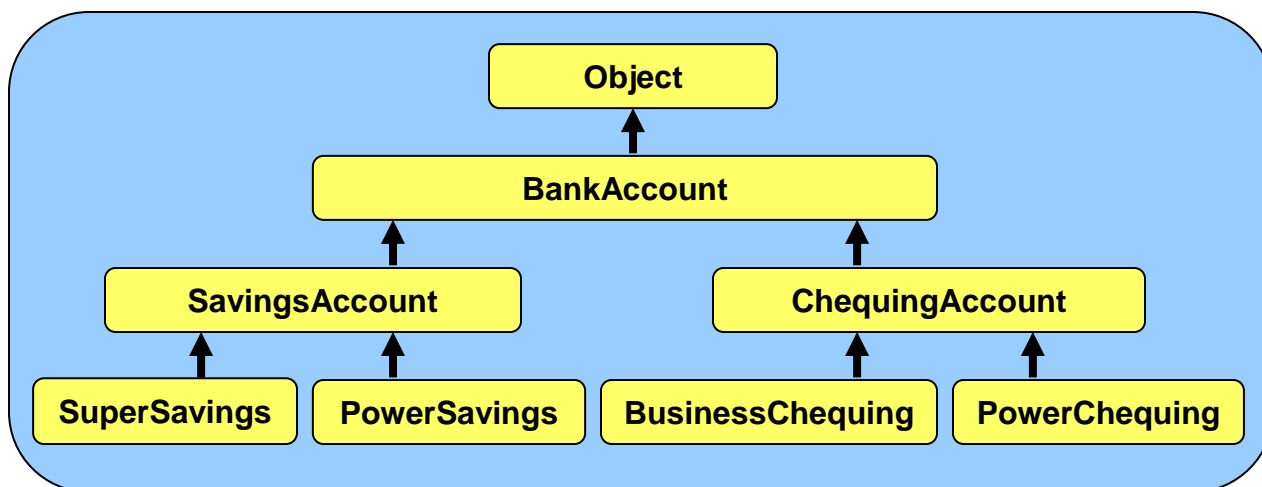 Object
BankAccount
SavingsAccount
ChequingAccount
SuperSavings
PowerSavings
BusinessChequing
PowerChequing